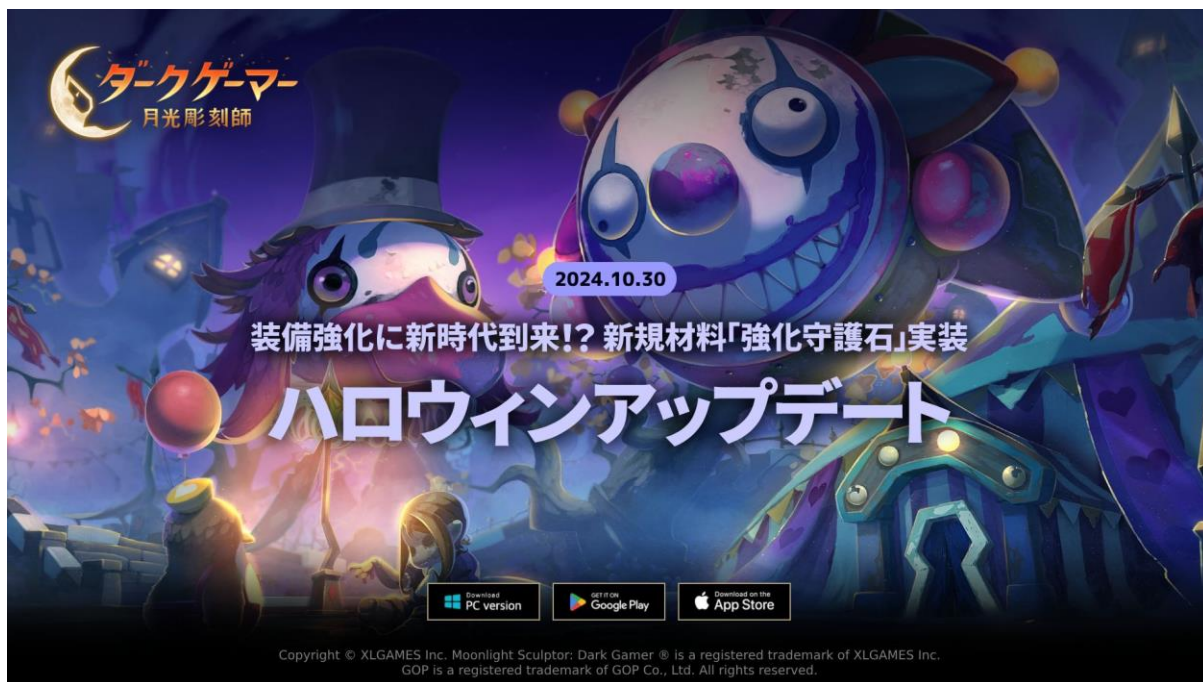 ダークゲーマー
月光彫刻師
2024.10.30
装備強化に新時代到来!? 新規材料「強化守護石」実装
ハロウィンアップデート
Download
PC version
GET IT ON
Google Play
Download on the
App Store
Copyright © XLGAMES Inc. Moonlight Sculptor: Dark Gamer ® is a registered trademark of XLGAMES Inc.
GOP is a registered trademark of GOP Co., Ltd. All rights reserved.